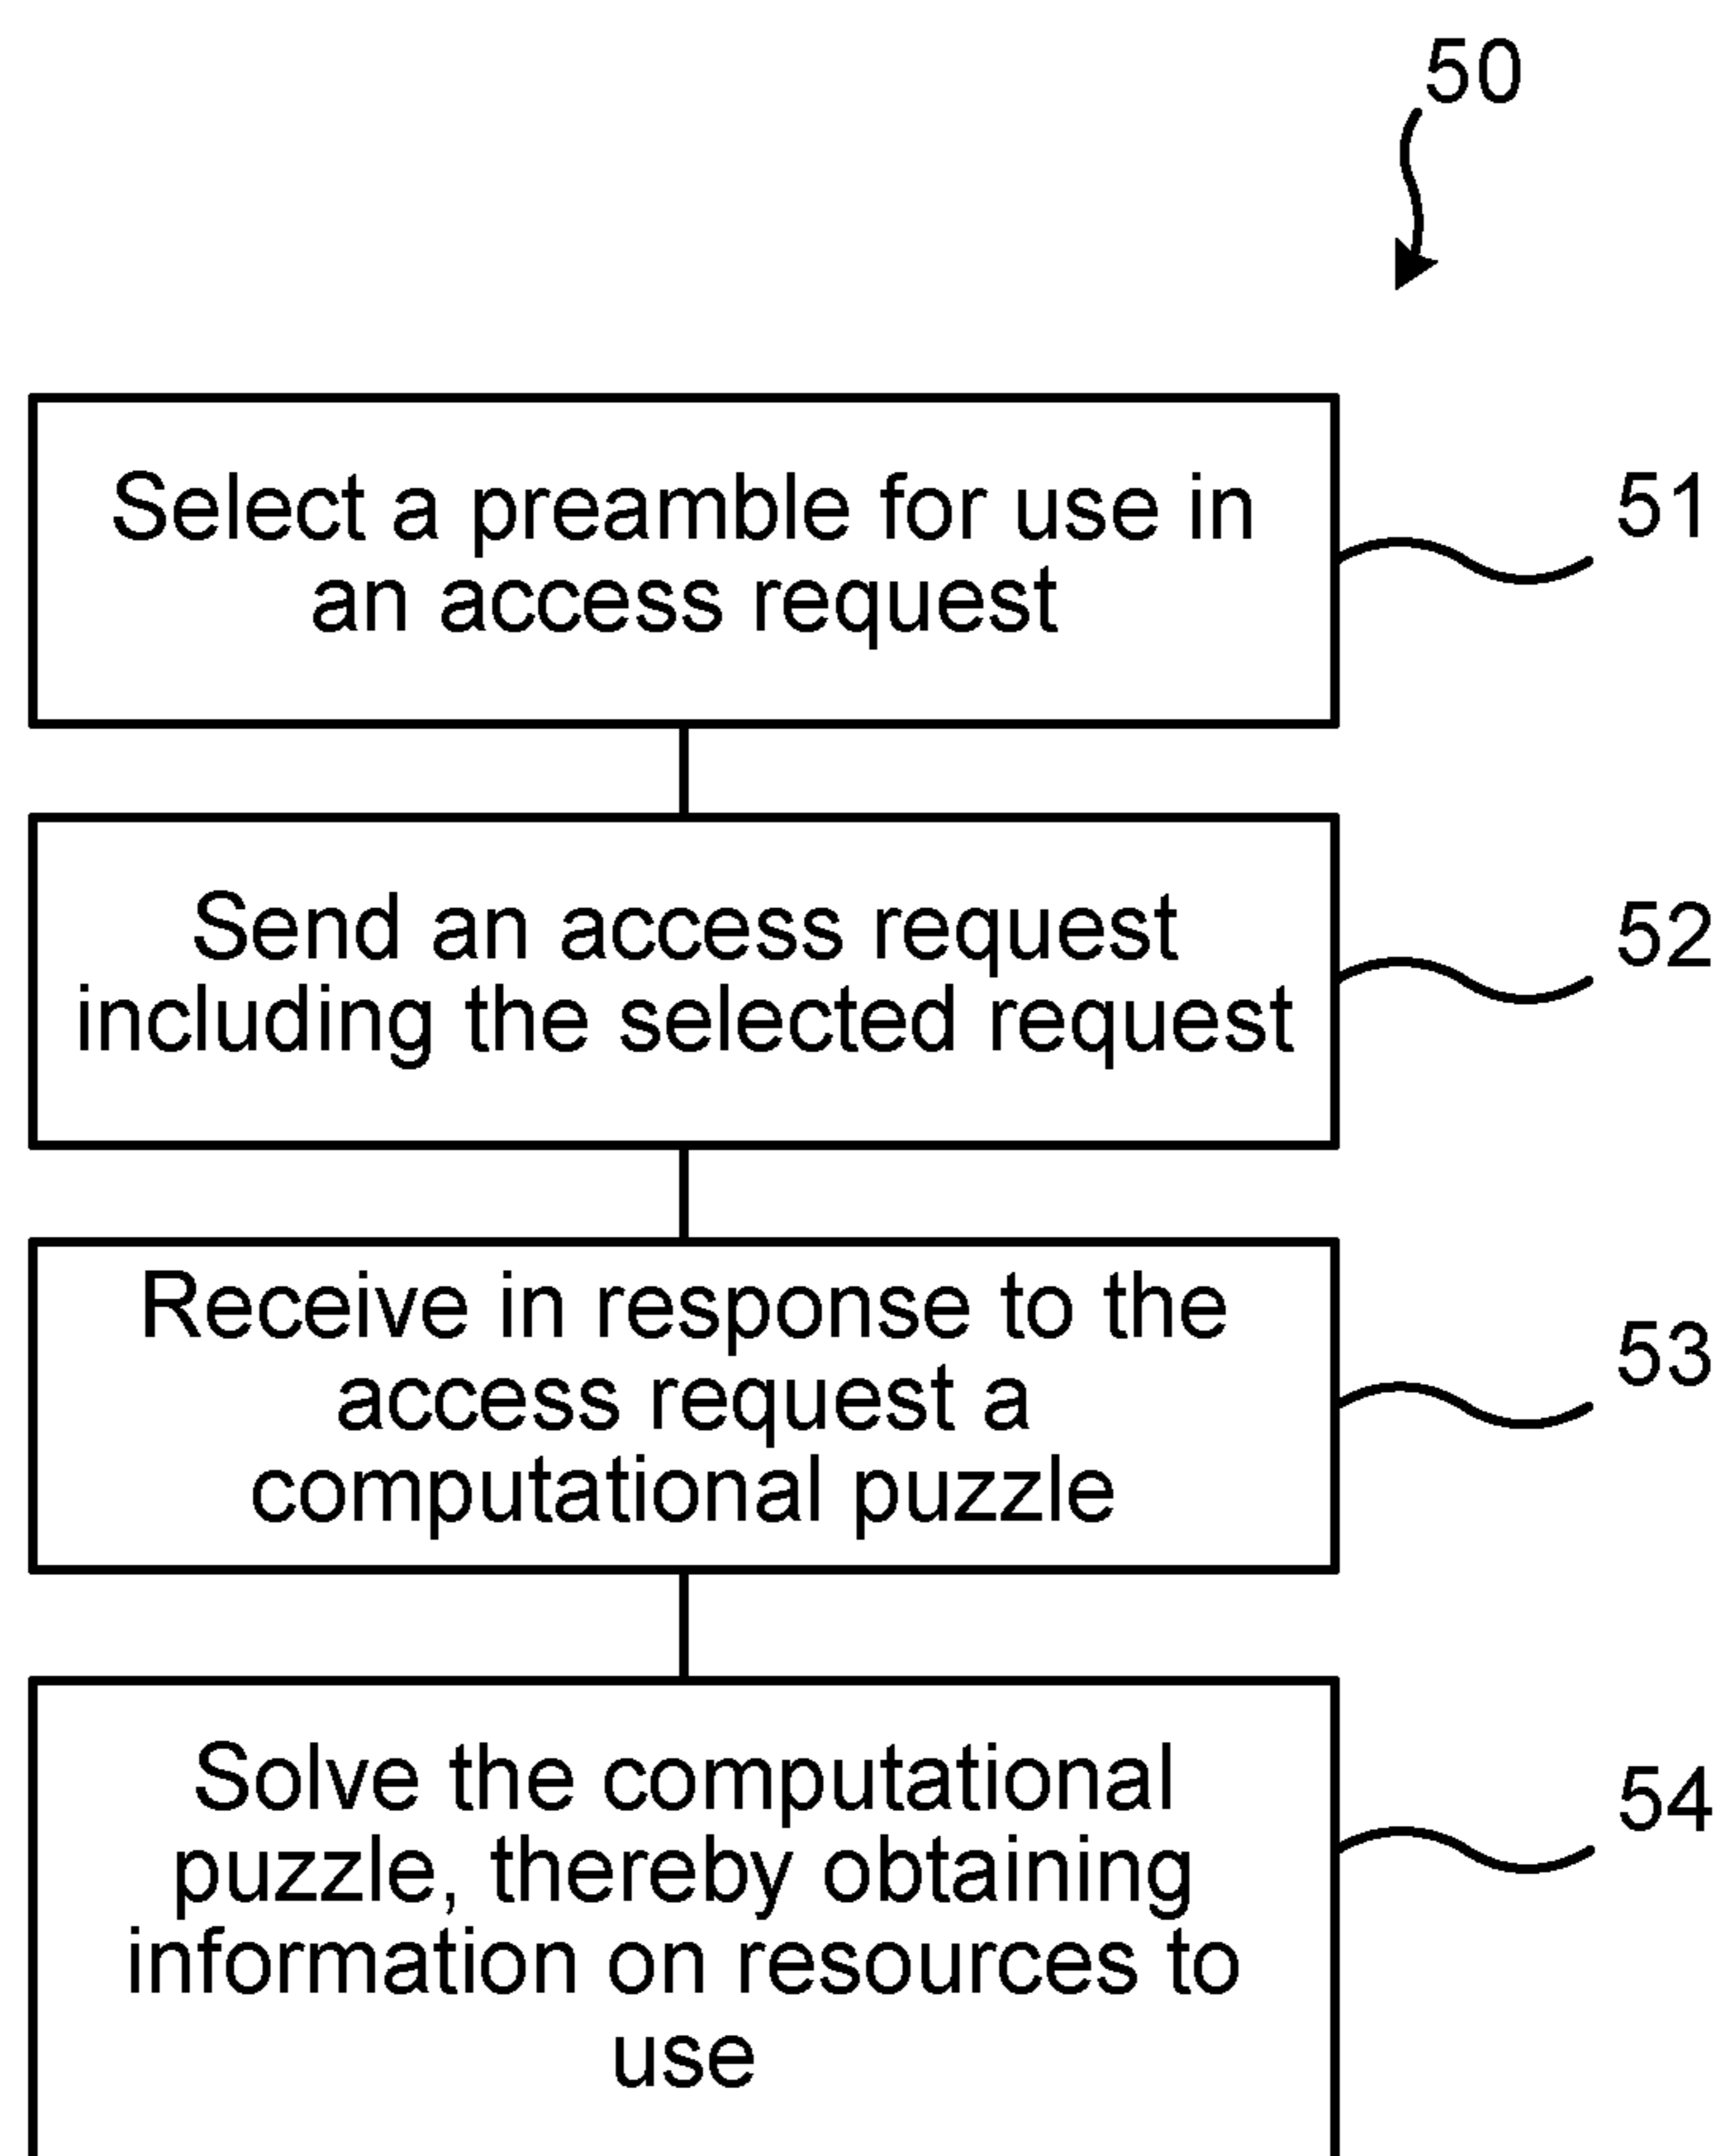 50
Select a preamble for use in
an access request
51
Send an access request
including the selected request
52
Receive in response to the
access request a
computational puzzle
53
Solve the computational
puzzle, thereby obtaining
information on resources to
use
54